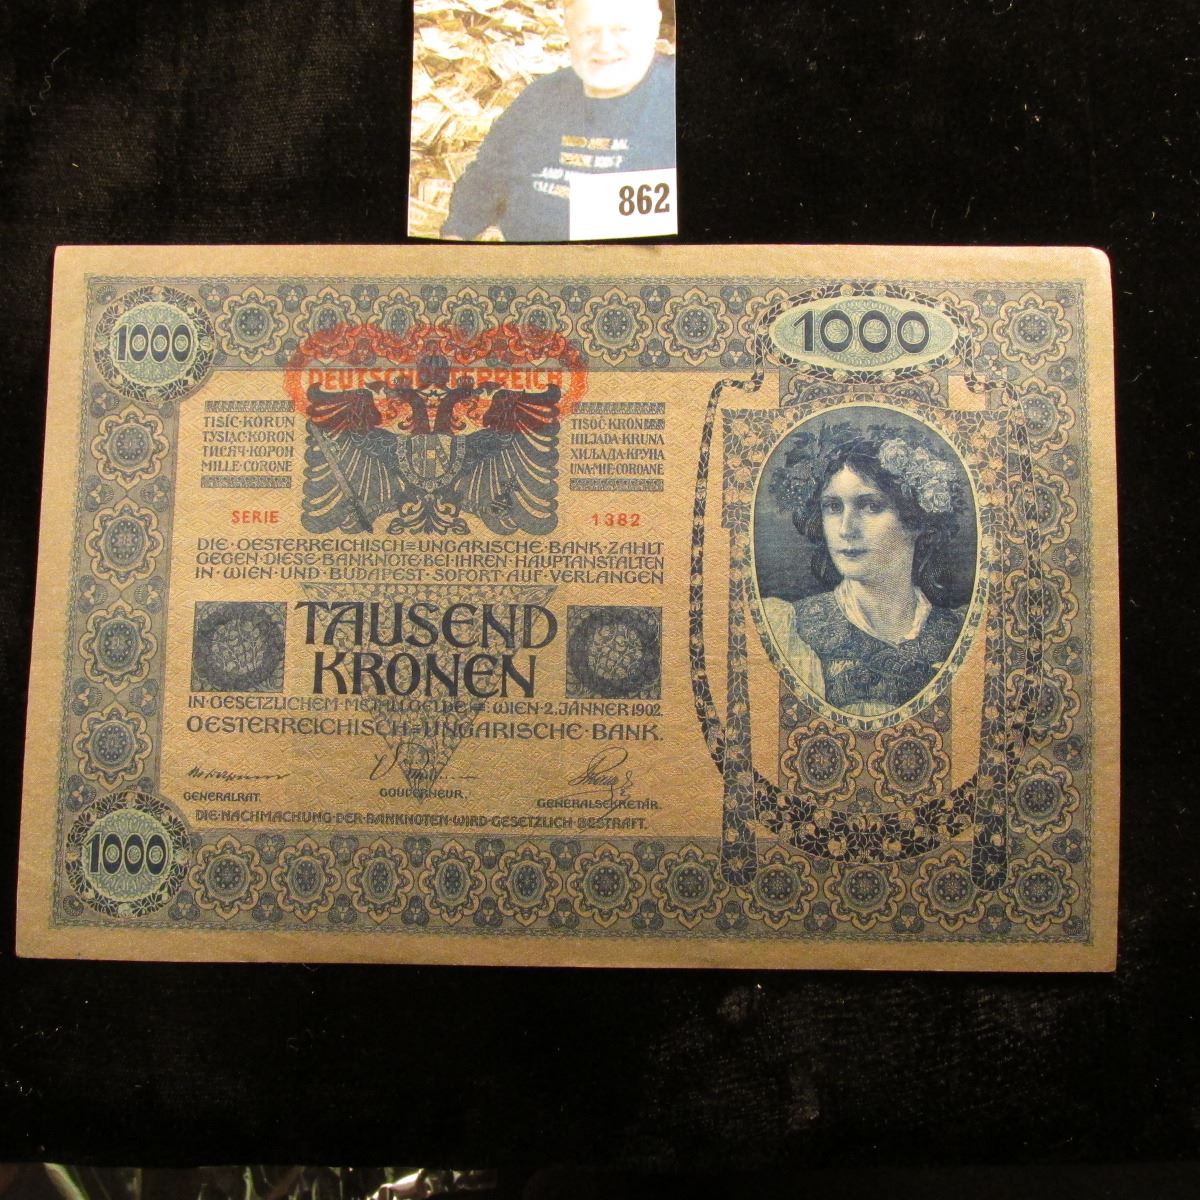 862
1000
1000
DEUTSCHÖSTERREICH
TISÍC·KORUN
TYSIĄC·KORON
ТИСЯЧ·КОРОН
MILLE·CORONE
TISOČ·KRON
HILJADA·KRUNA
ХИЉАДА·КРУНА
UNA·MIE·COROANE
SERIE 1382
DIE·OESTERREICHISCH=UNGARISCHE·BANK·ZAHLT
GEGEN·DIESE·BANKNOTE·BEI·IHREN·HAUPTANSTALTEN
IN·WIEN·UND·BUDAPEST·SOFORT·AUF·VERLANGEN
TAUSEND
KRONEN
IN·GESETZLICHEM·METALLGELDE=:WIEN·2.JÄNNER 1902.
OESTERREICHISCH=UNGARISCHE·BANK.
GENERALRAT.
GOUVERNEUR.
GENERALSEKRETÄR.
DIE·NACHMACHUNG·DER·BANKNOTEN·WIRD·GESETZLICH·BESTRAFT.
1000